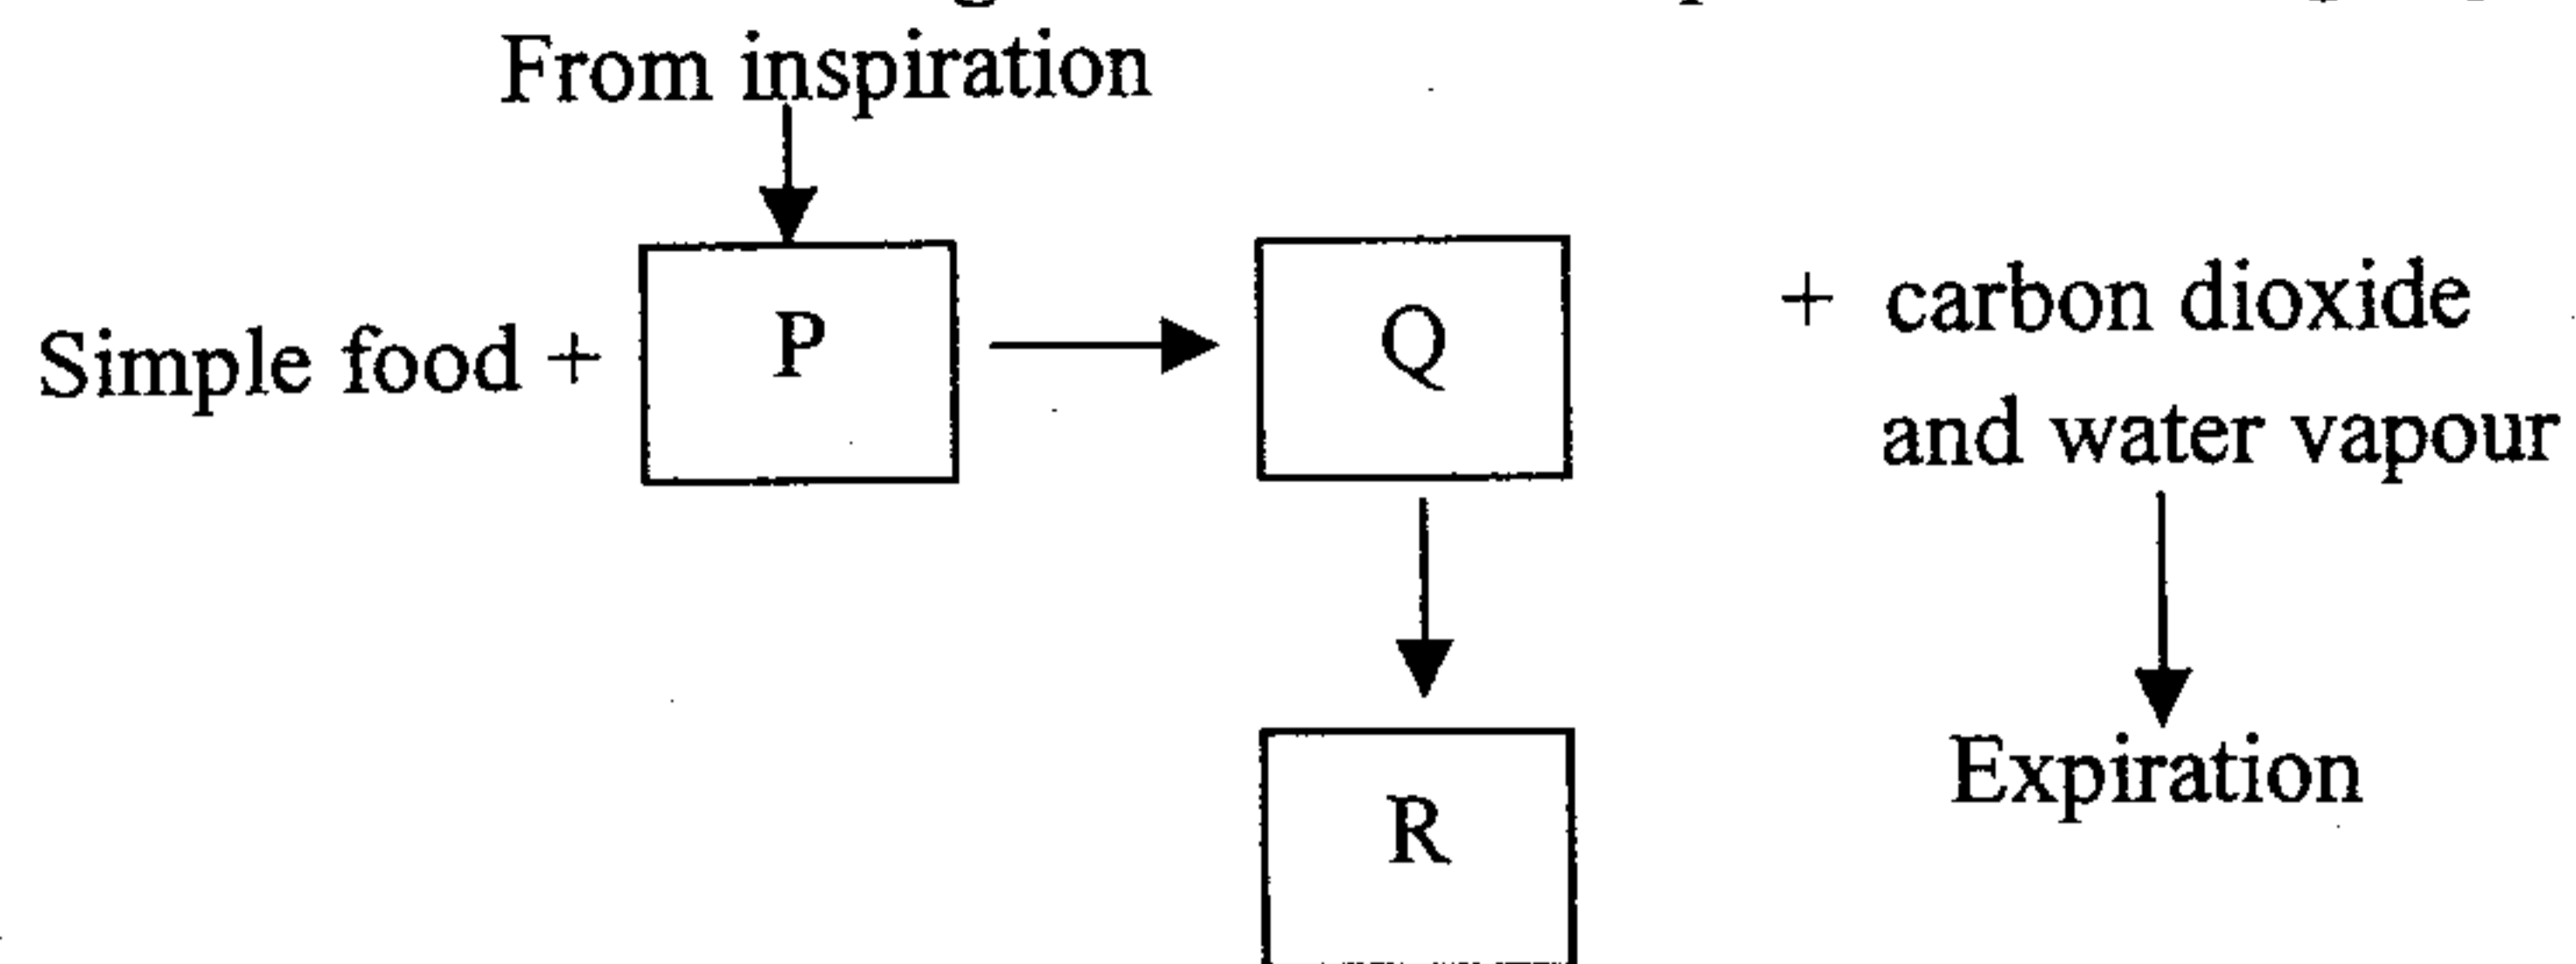 From inspiration
Simple food + P Q + carbon dioxide
and water vapour
R
Expiration